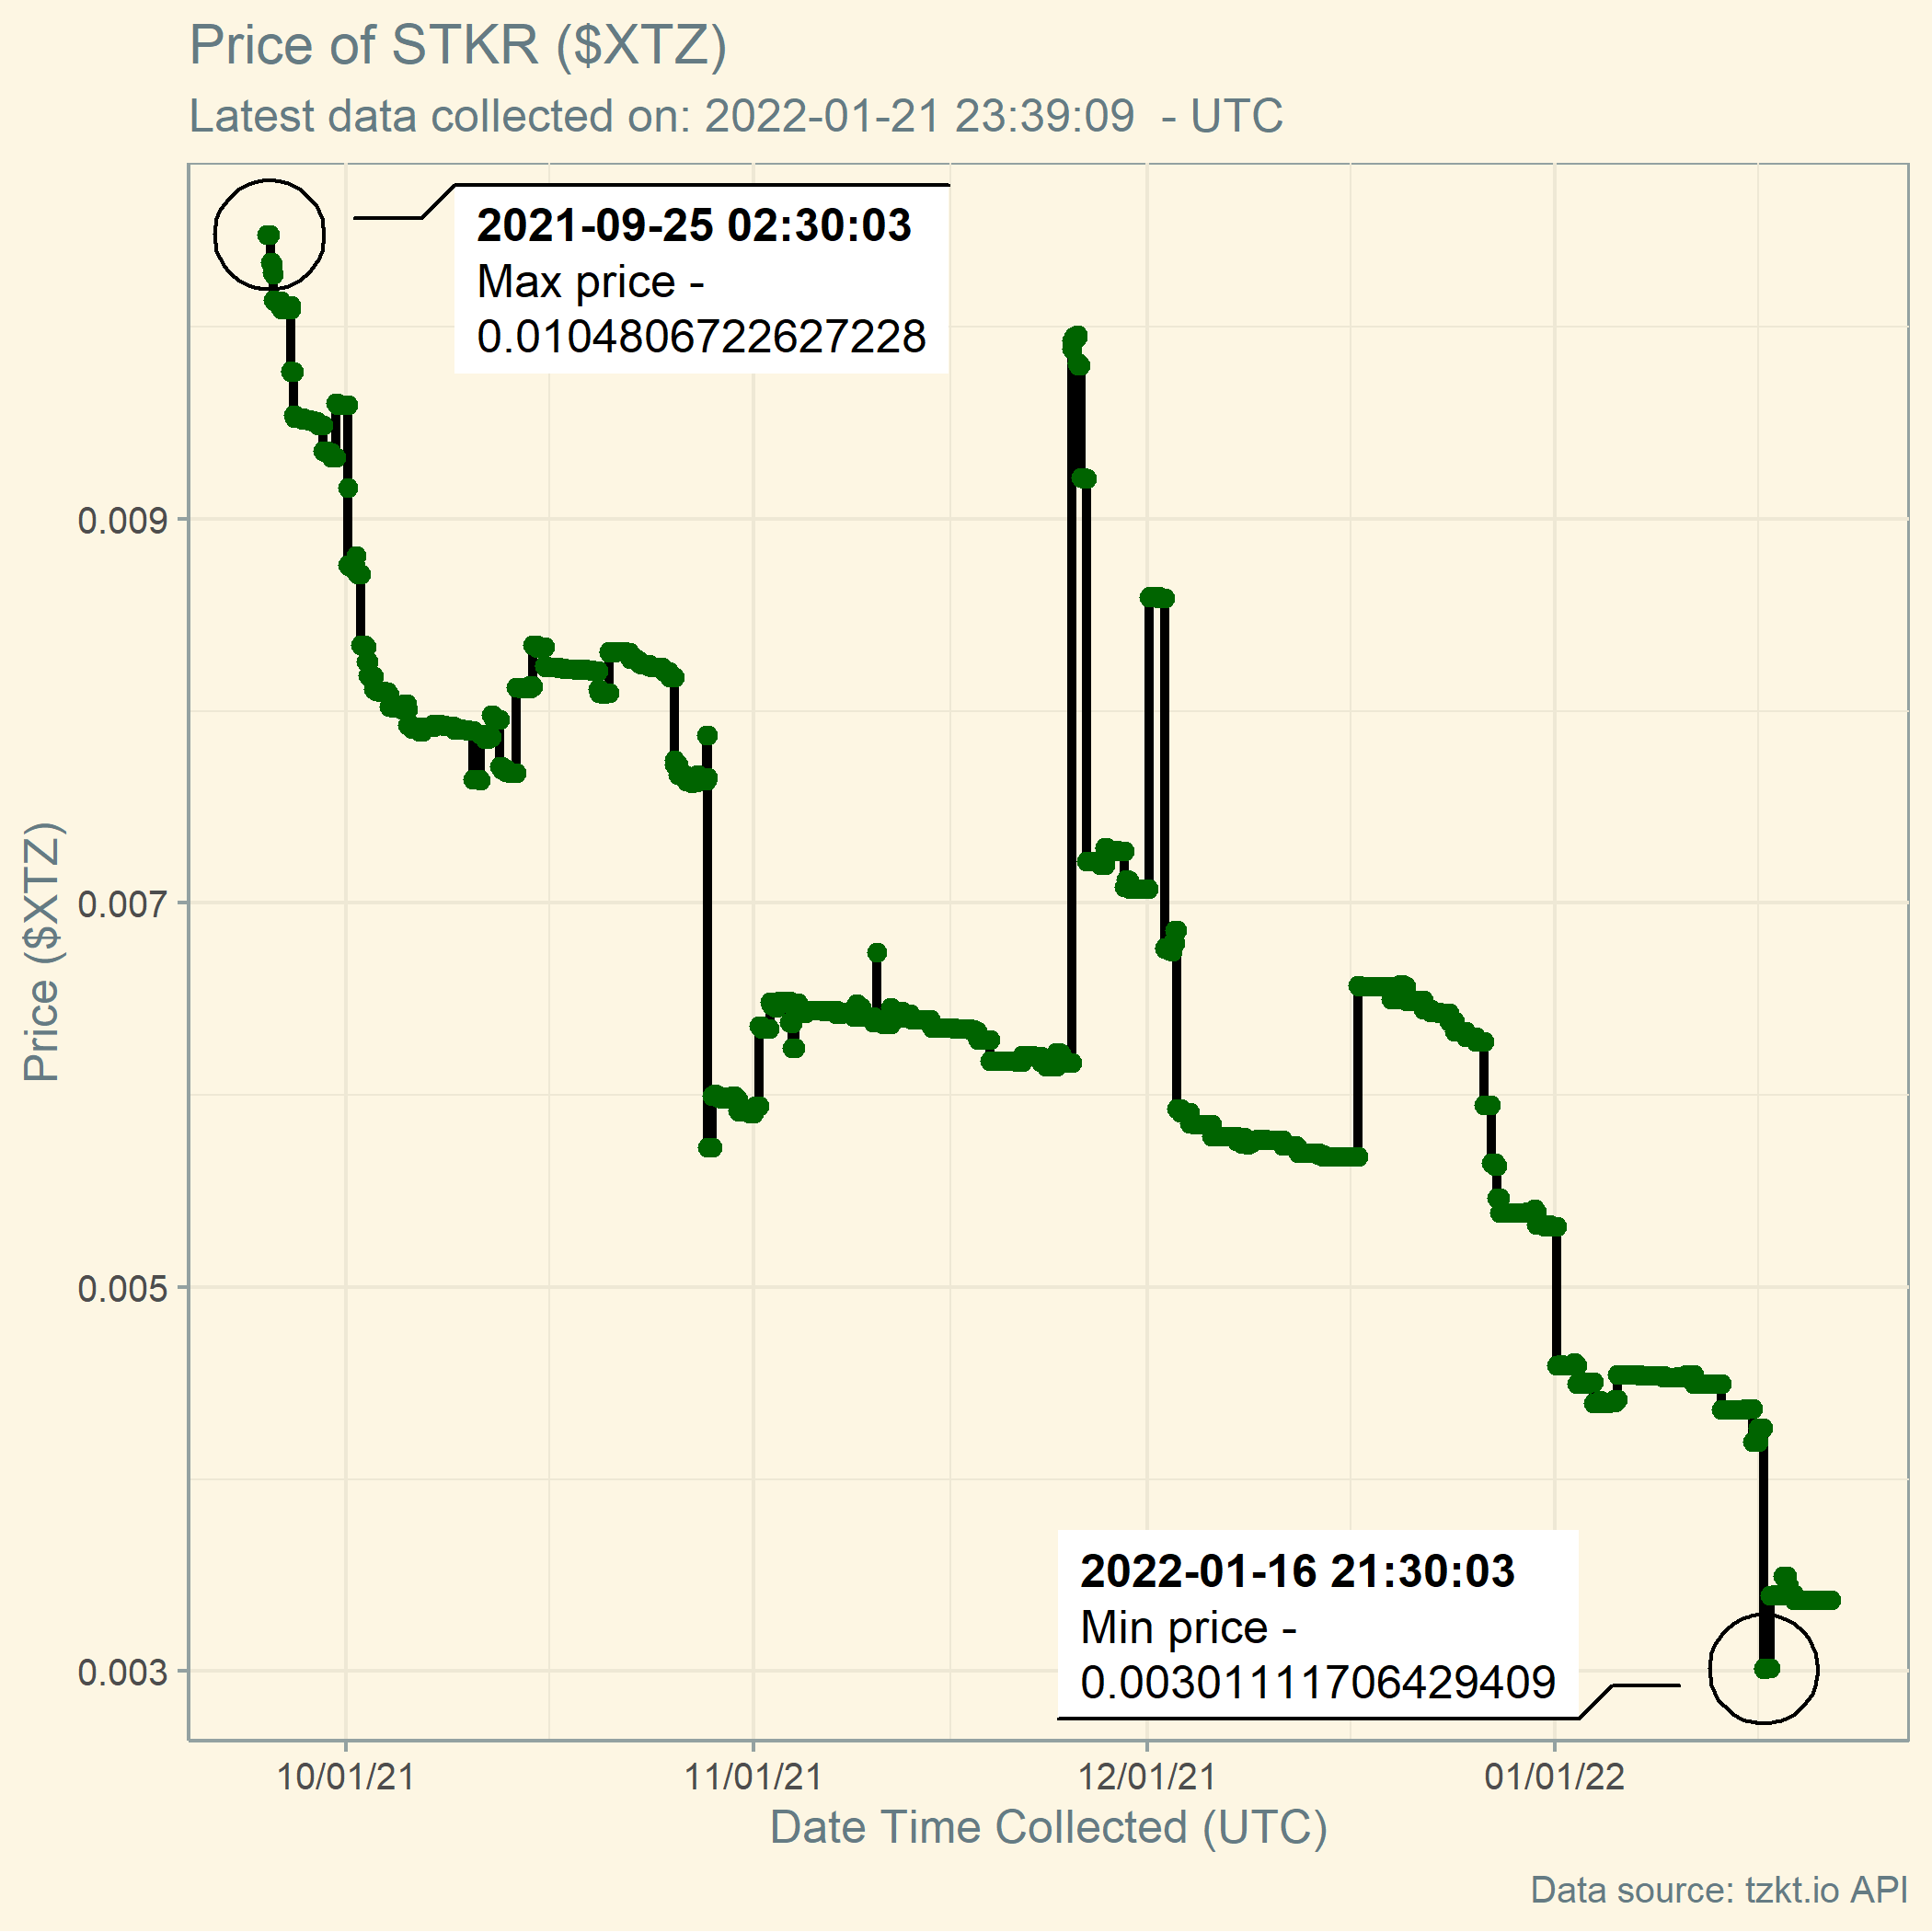 Price of STKR ($XTZ)
Latest data collected on: 2022-01-21 23:39:09  - UTC
2021-09-25 02:30:03
Max price -
0.0104806722627228
0.009
0.007
0.005
0.003
Price ($XTZ)
2022-01-16 21:30:03
Min price -
0.00301111706429409
10/01/21
11/01/21
12/01/21
01/01/22
Date Time Collected (UTC)
Data source: tzkt.io API